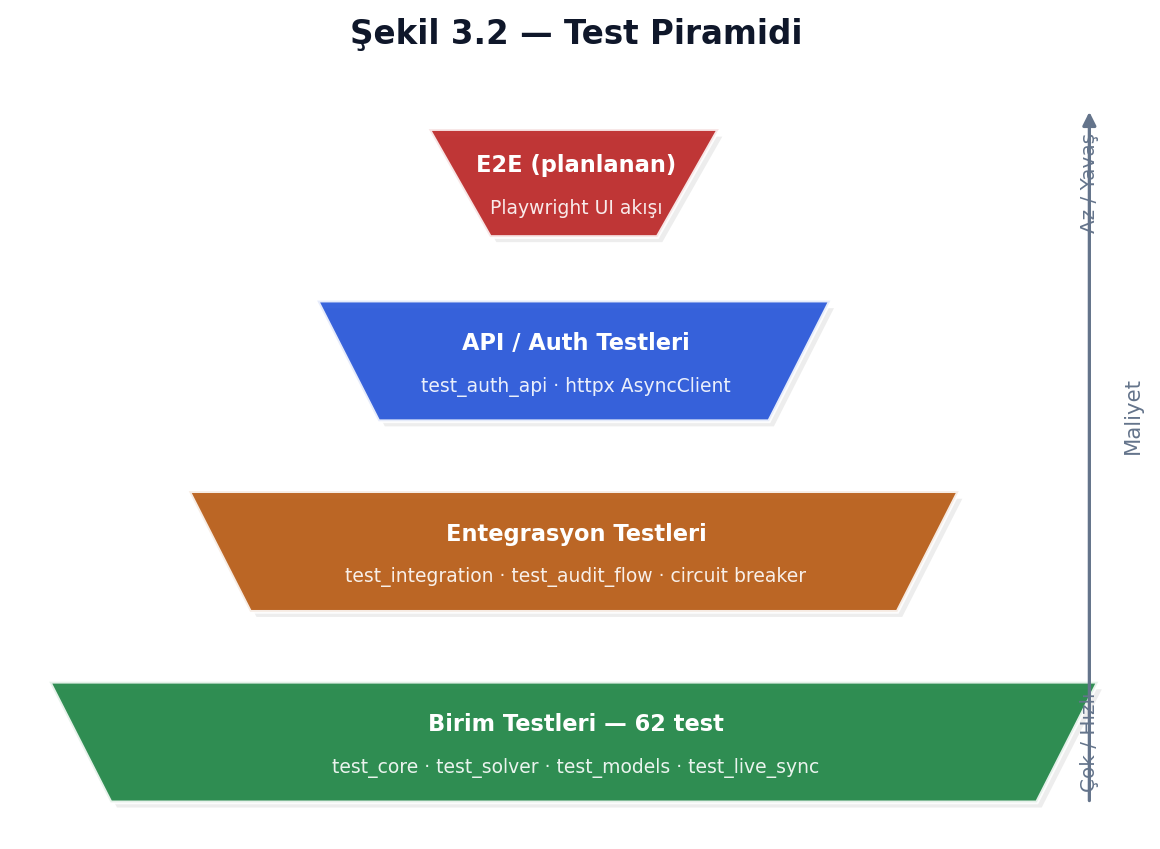 Şekil 3.2 — Test Piramidi
E2E (planlanan)
Playwright UI akışı
Az / Yavaş
API / Auth Testleri
test_auth_api · httpx AsyncClient
Maliyet
Entegrasyon Testleri
test_integration · test_audit_flow · circuit breaker
Birim Testleri — 62 test
test_core · test_solver · test_models · test_live_sync
Çok / Hızlı